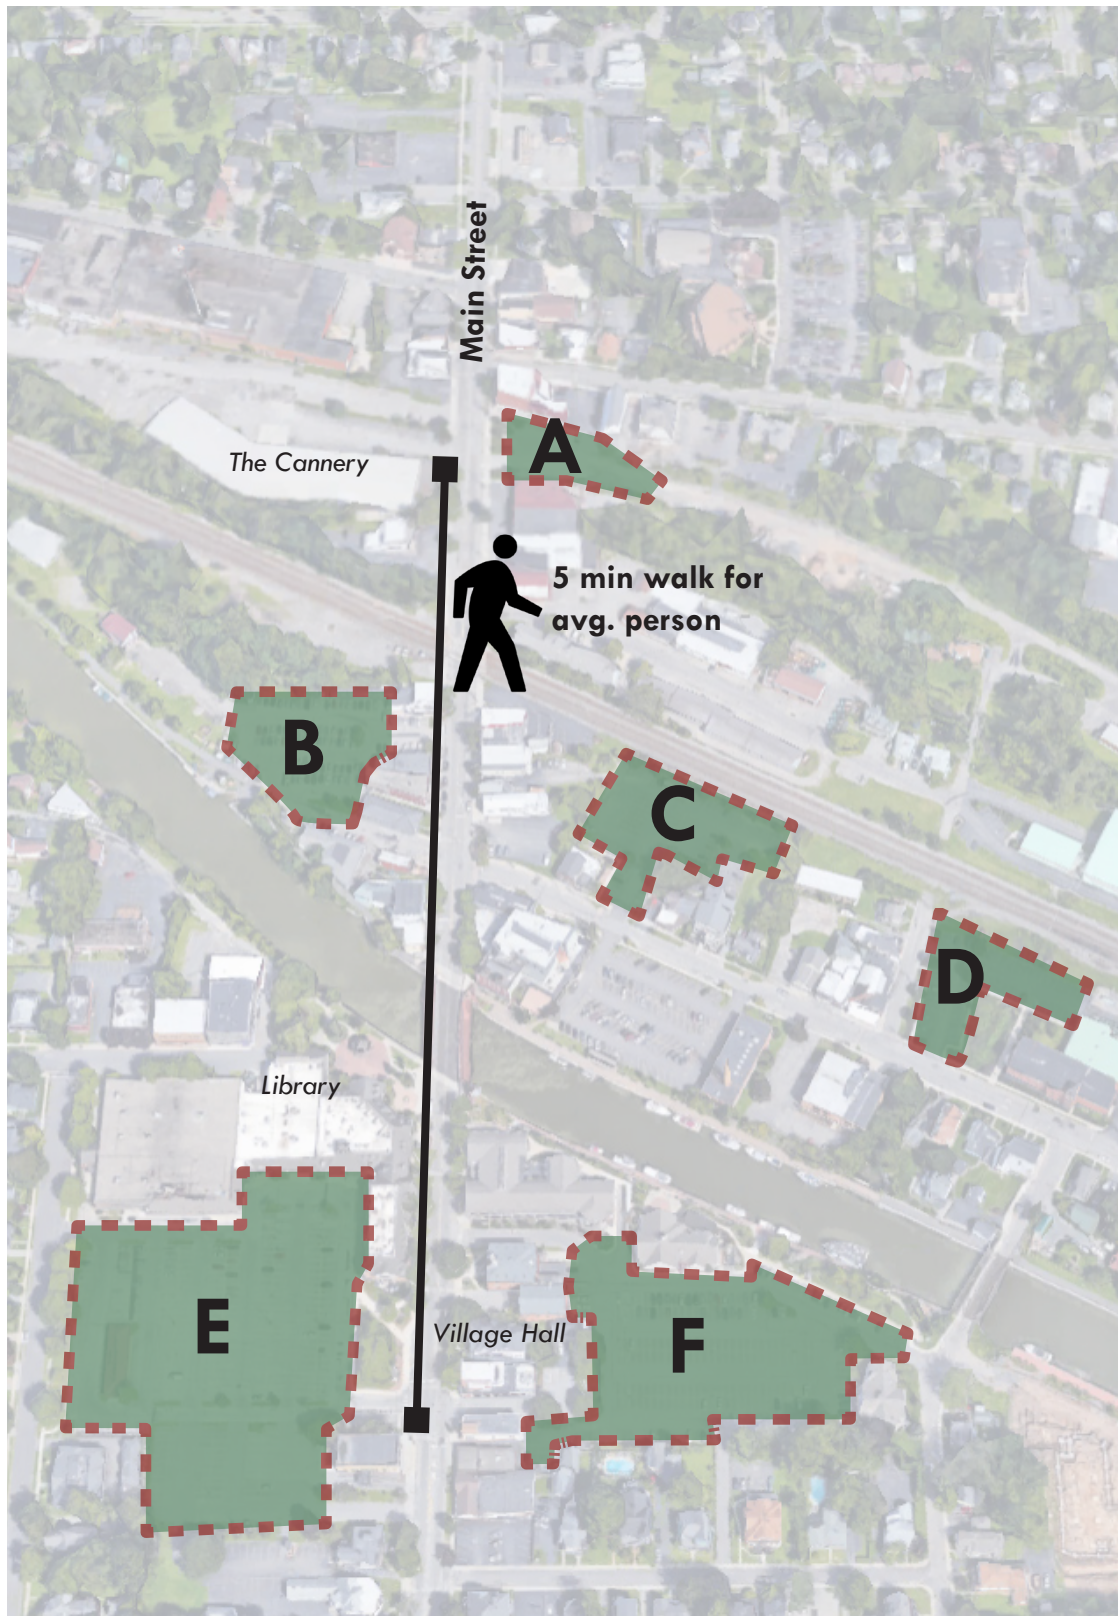 Main Street
A
The Cannery
5 min walk for
avg. person
B
C
D
Library
E
Village Hall
F